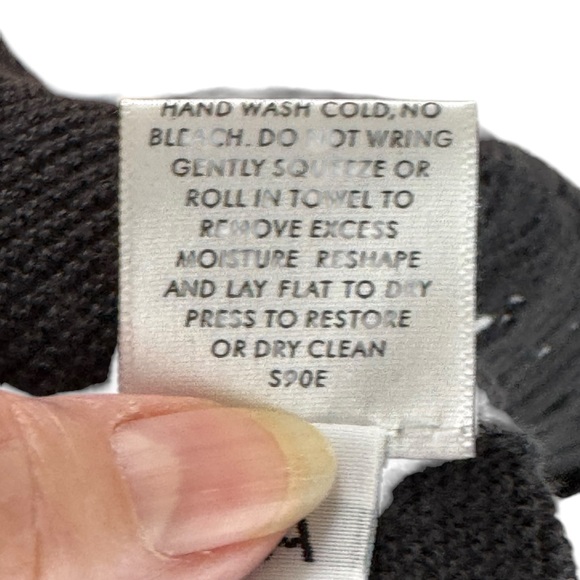 HAND WASH COLD, NO
BLEACH. DO NOT WRING
GENTLY SQUEEZE OR
ROLL IN TOWEL TO
REMOVE EXCESS
MOISTURE RESHAPE
AND LAY FLAT TO DRY
PRESS TO RESTORE
OR DRY CLEAN
S90E
A